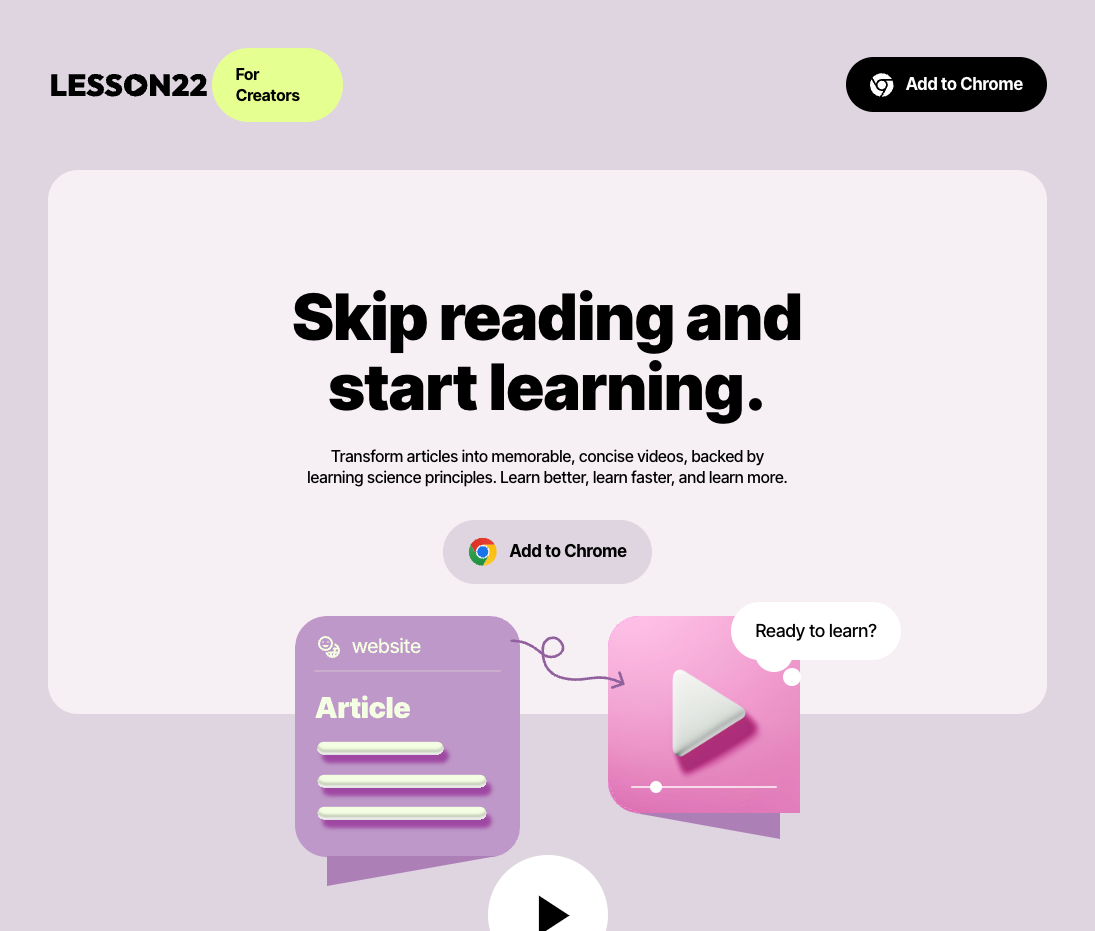 LESSON22
For
Creators
Add to Chrome
Skip reading and
start learning.
Transform articles into memorable, concise videos, backed by
learning science principles. Learn better, learn faster, and learn more.
Add to Chrome
website
Article
Ready to learn?